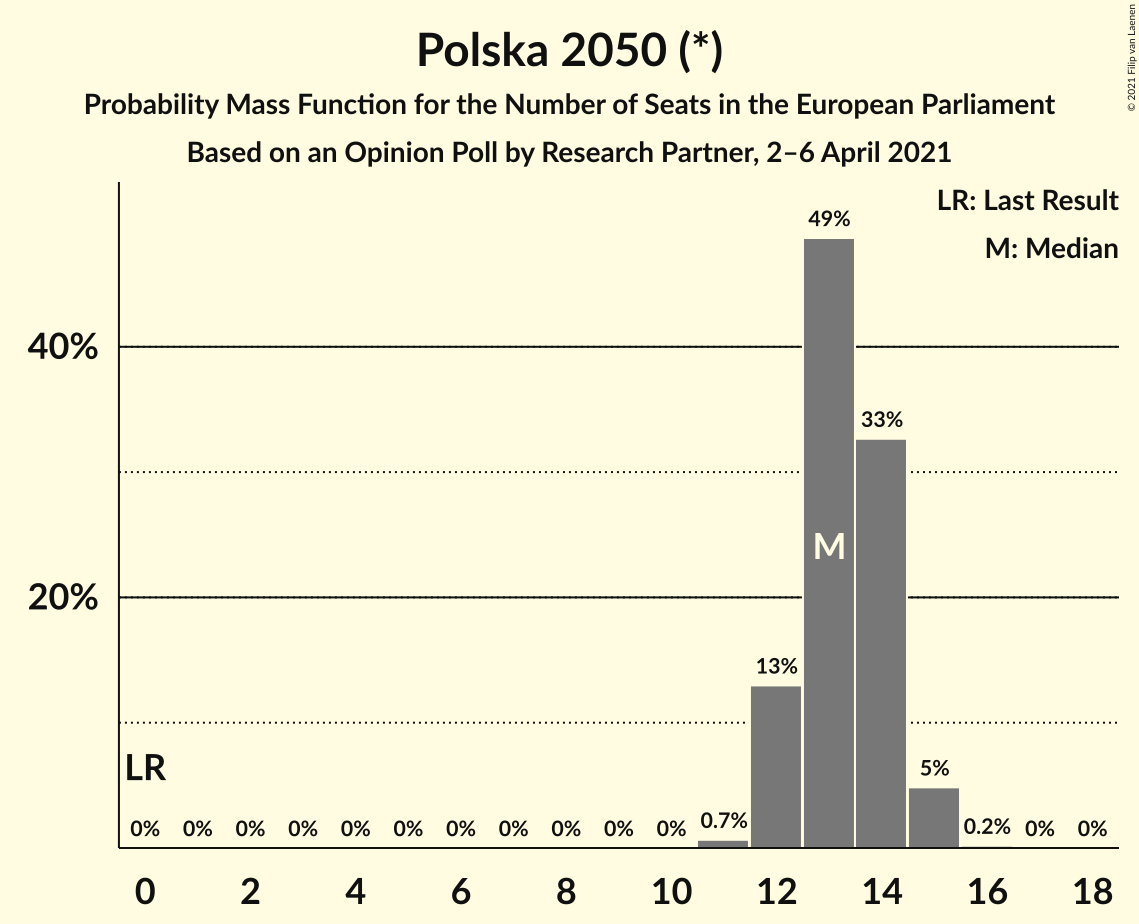 Polska 2050 (*)
Probability Mass Function for the Number of Seats in the European Parliament
Based on an Opinion Poll by Research Partner, 2–6 April 2021
© 2021 Filip van Laenen
LR: Last Result
M: Median
49%
40%
33%
M
20%
13%
LR
5%
0% 0% 0% 0% 0% 0% 0% 0% 0% 0% 0% 0.7% 0.2% 0% 0%
0 2 4 6 8 10 12 14 16 18